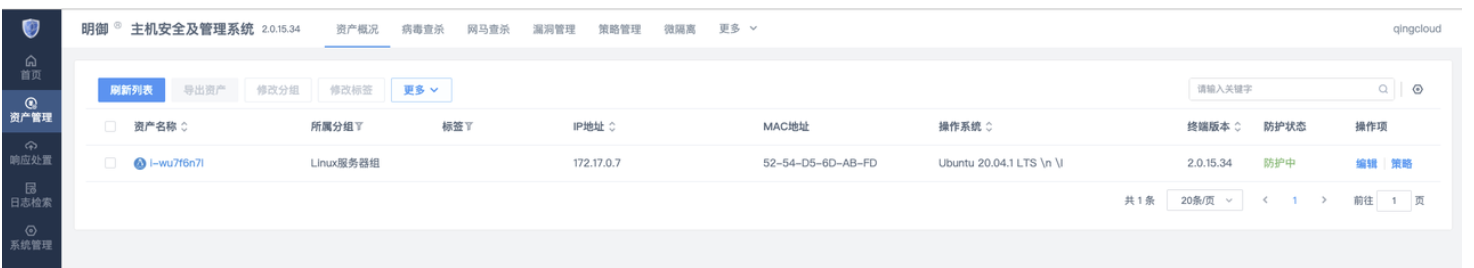 明御 ® 主机安全及管理系统 2.0.15.34 资产概况 病毒查杀 网马查杀 漏洞管理 策略管理 微隔离 更多 qingcloud
首页
资产管理
响应处置
日志检索
系统管理
刷新列表 导出资产 修改分组 修改标签 更多 请输入关键字
资产名称 所属分组 标签 IP地址 MAC地址 操作系统 终端版本 防护状态 操作项
i-wu7f6n7l Linux服务器组 172.17.0.7 52-54-D5-6D-AB-FD Ubuntu 20.04.1 LTS \n \l 2.0.15.34 防护中 编辑 策略
共 1 条 20条/页 < 1 > 前往 1 页